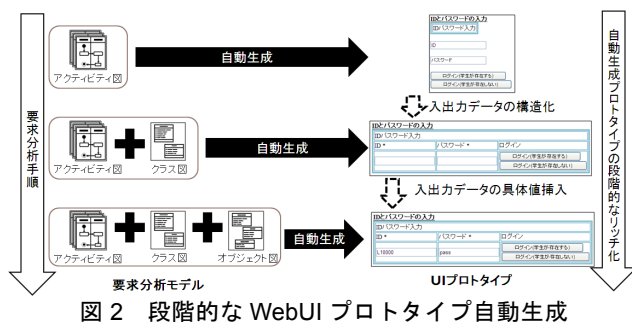 要求分析手順
アクティビティ図
自動生成
IDとパスワードの入力
ID/パスワード入力
ID
パスワード
ログイン(学生が存在する)
ログイン(学生が存在しない)
入出力データの構造化
アクティビティ図
クラス図
自動生成
IDとパスワードの入力
ID/パスワード入力
ID * パスワード * ログイン
ログイン(学生が存在する)
ログイン(学生が存在しない)
入出力データの具体値挿入
アクティビティ図
クラス図
オブジェクト図
自動生成
IDとパスワードの入力
ID/パスワード入力
ID * パスワード * ログイン
L10000 pass
ログイン(学生が存在する)
ログイン(学生が存在しない)
要求分析モデル
UIプロトタイプ
自動生成プロトタイプの段階的なリッチ化
図 2 段階的な WebUI プロトタイプ自動生成